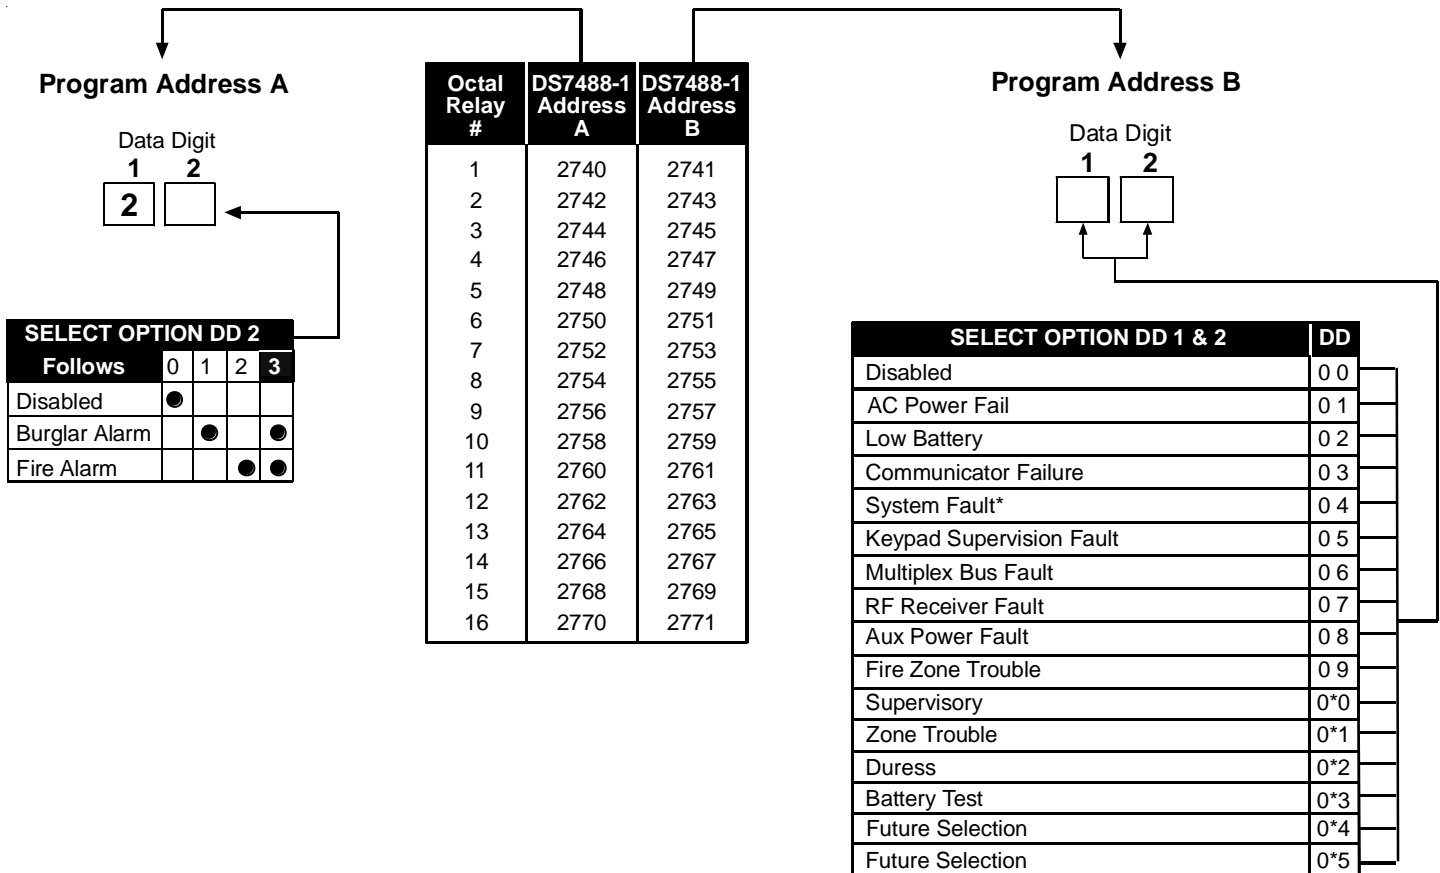 Program Address A
Data Digit
1 2
2
SELECT OPTION DD 2
Follows 0 1 2 3
Disabled
Burglar Alarm
Fire Alarm
Octal Relay # DS7488-1 Address A DS7488-1 Address B
1 2740 2741
2 2742 2743
3 2744 2745
4 2746 2747
5 2748 2749
6 2750 2751
7 2752 2753
8 2754 2755
9 2756 2757
10 2758 2759
11 2760 2761
12 2762 2763
13 2764 2765
14 2766 2767
15 2768 2769
16 2770 2771
Program Address B
Data Digit
1 2
SELECT OPTION DD 1 & 2 DD
Disabled 0 0
AC Power Fail 0 1
Low Battery 0 2
Communicator Failure 0 3
System Fault* 0 4
Keypad Supervision Fault 0 5
Multiplex Bus Fault 0 6
RF Receiver Fault 0 7
Aux Power Fault 0 8
Fire Zone Trouble 0 9
Supervisory 0*0
Zone Trouble 0*1
Duress 0*2
Battery Test 0*3
Future Selection 0*4
Future Selection 0*5